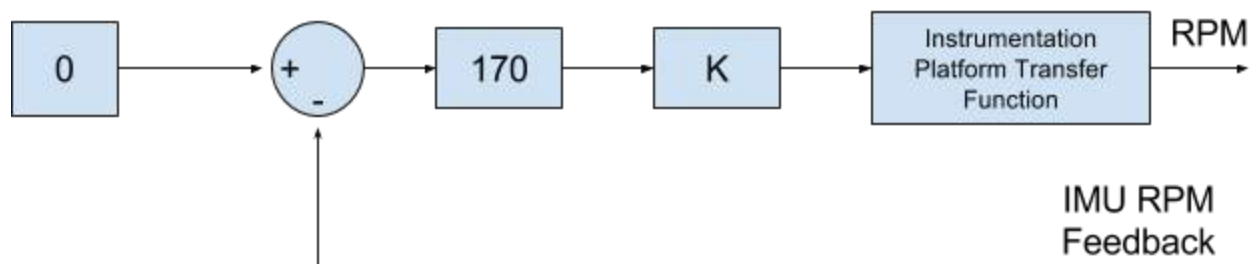 0
+
-
170
K
Instrumentation
Platform Transfer
Function
RPM
IMU RPM
Feedback